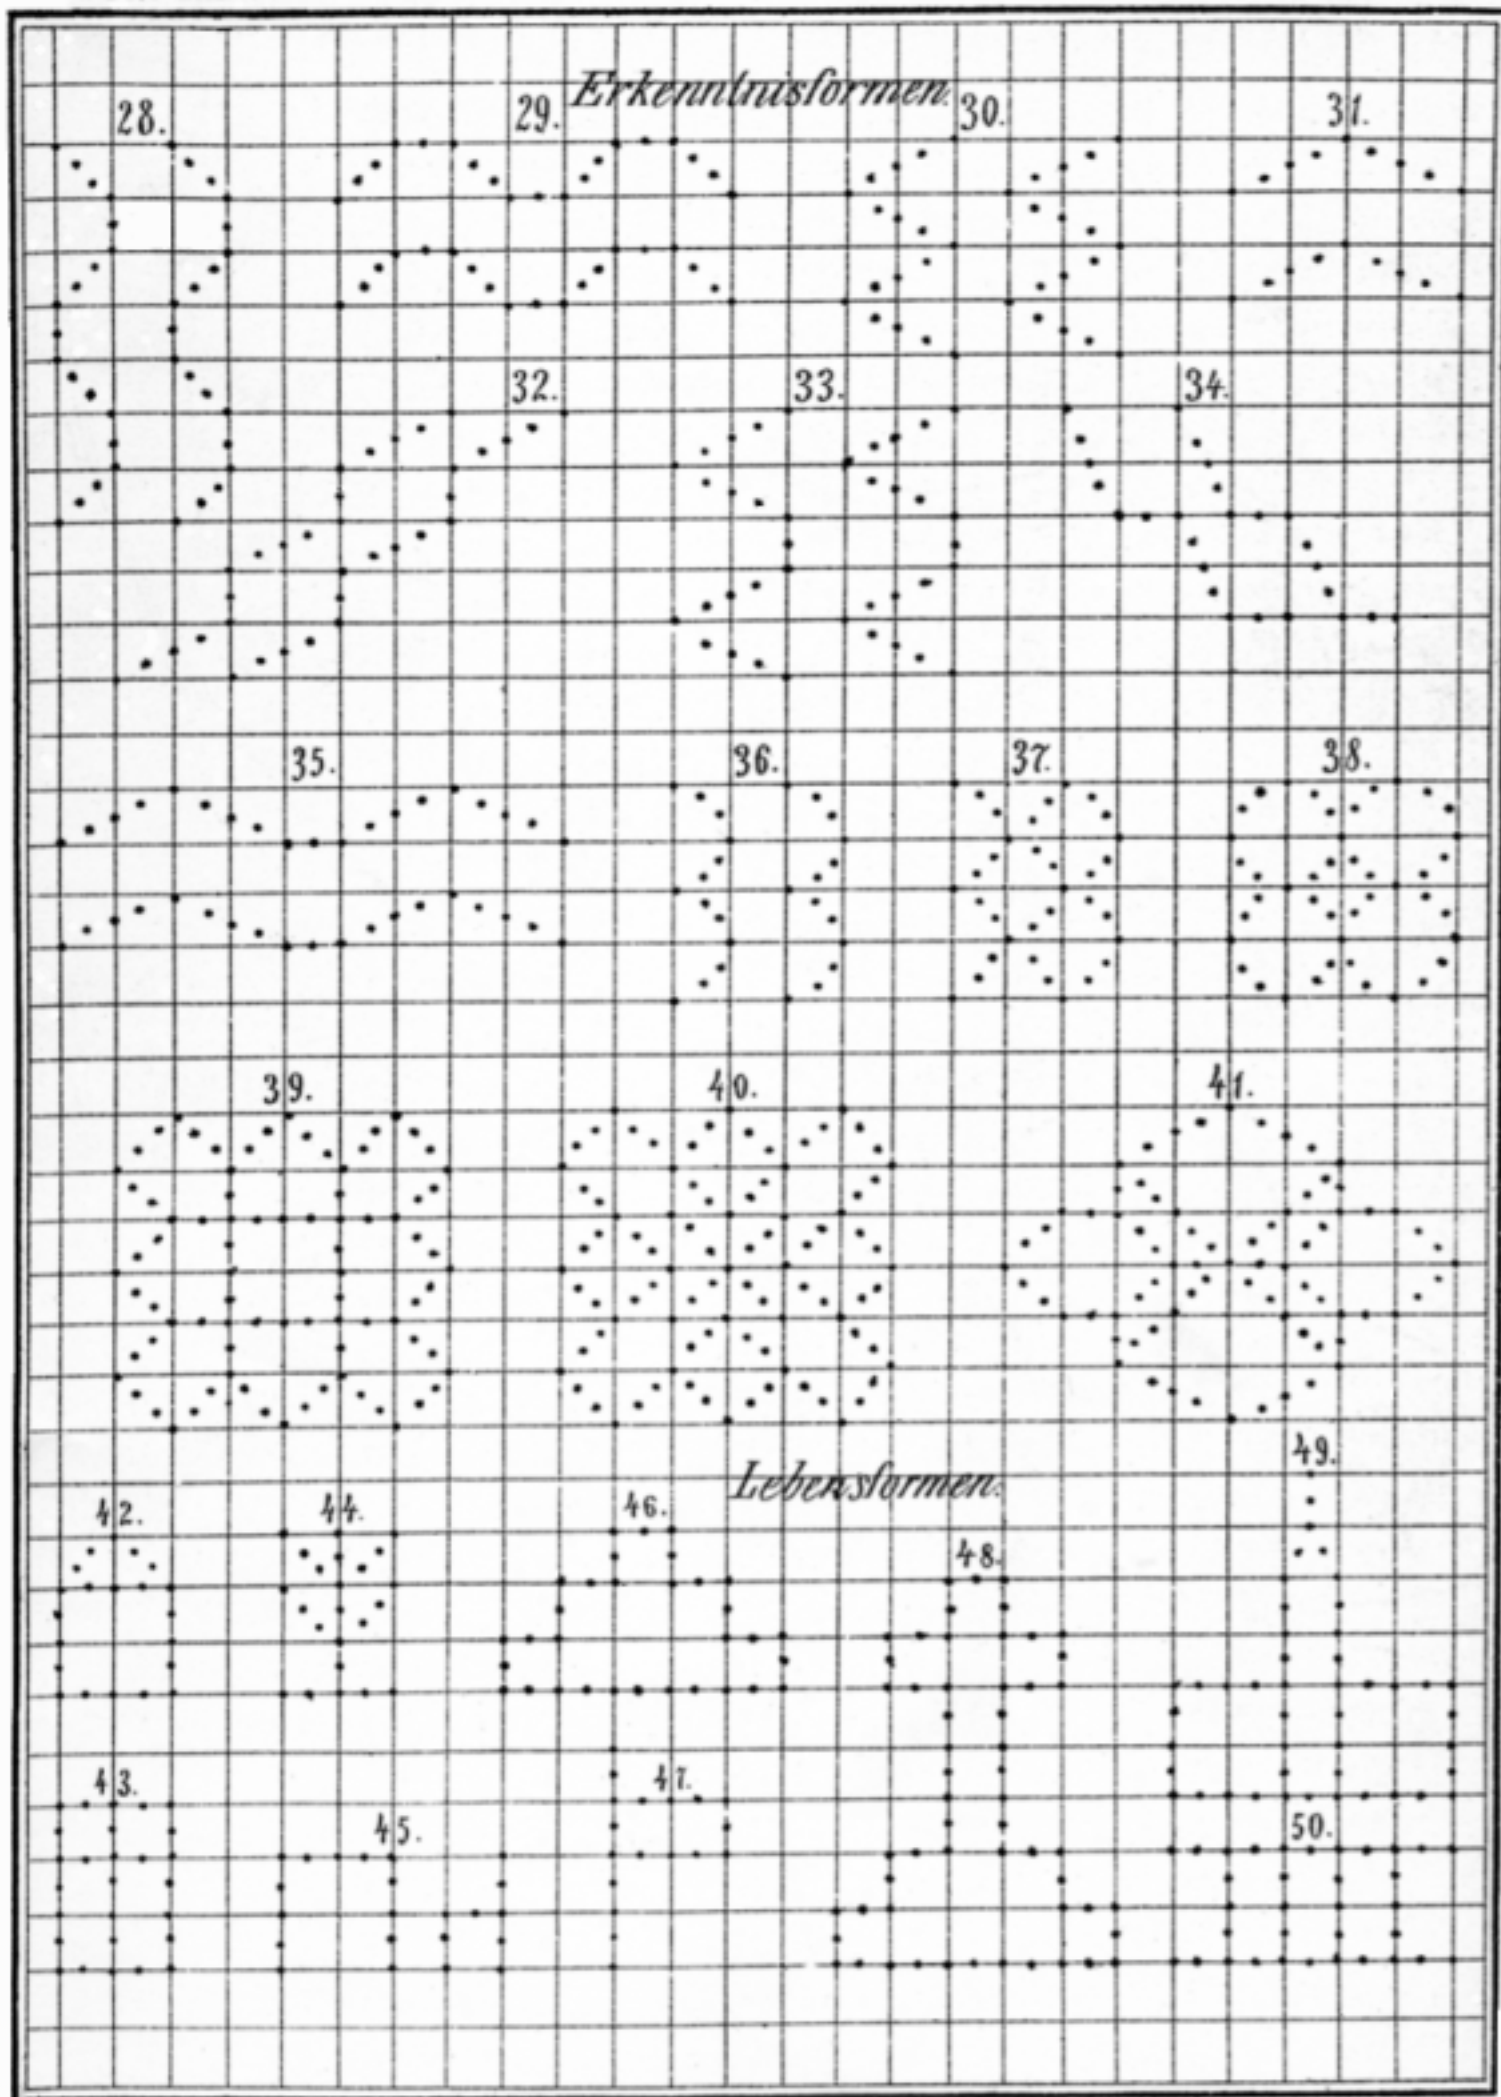 Erkenntnisformen.
28. 29. 30. 31.
32. 33. 34.
35. 36. 37. 38.
39. 40. 41.
Lebensformen.
49.
42. 44. 46.
48.
43. 47.
45. 50.